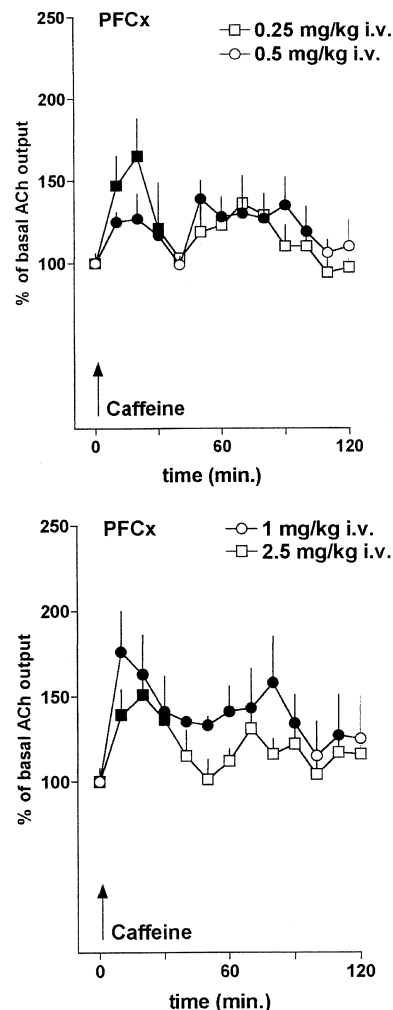 PFCx
0.25 mg/kg i.v.
0.5 mg/kg i.v.
250
200
150
100
% of basal ACh output
Caffeine
0 60 120
time (min.)
PFCx
1 mg/kg i.v.
2.5 mg/kg i.v.
250
200
150
100
% of basal ACh output
Caffeine
0 60 120
time (min.)